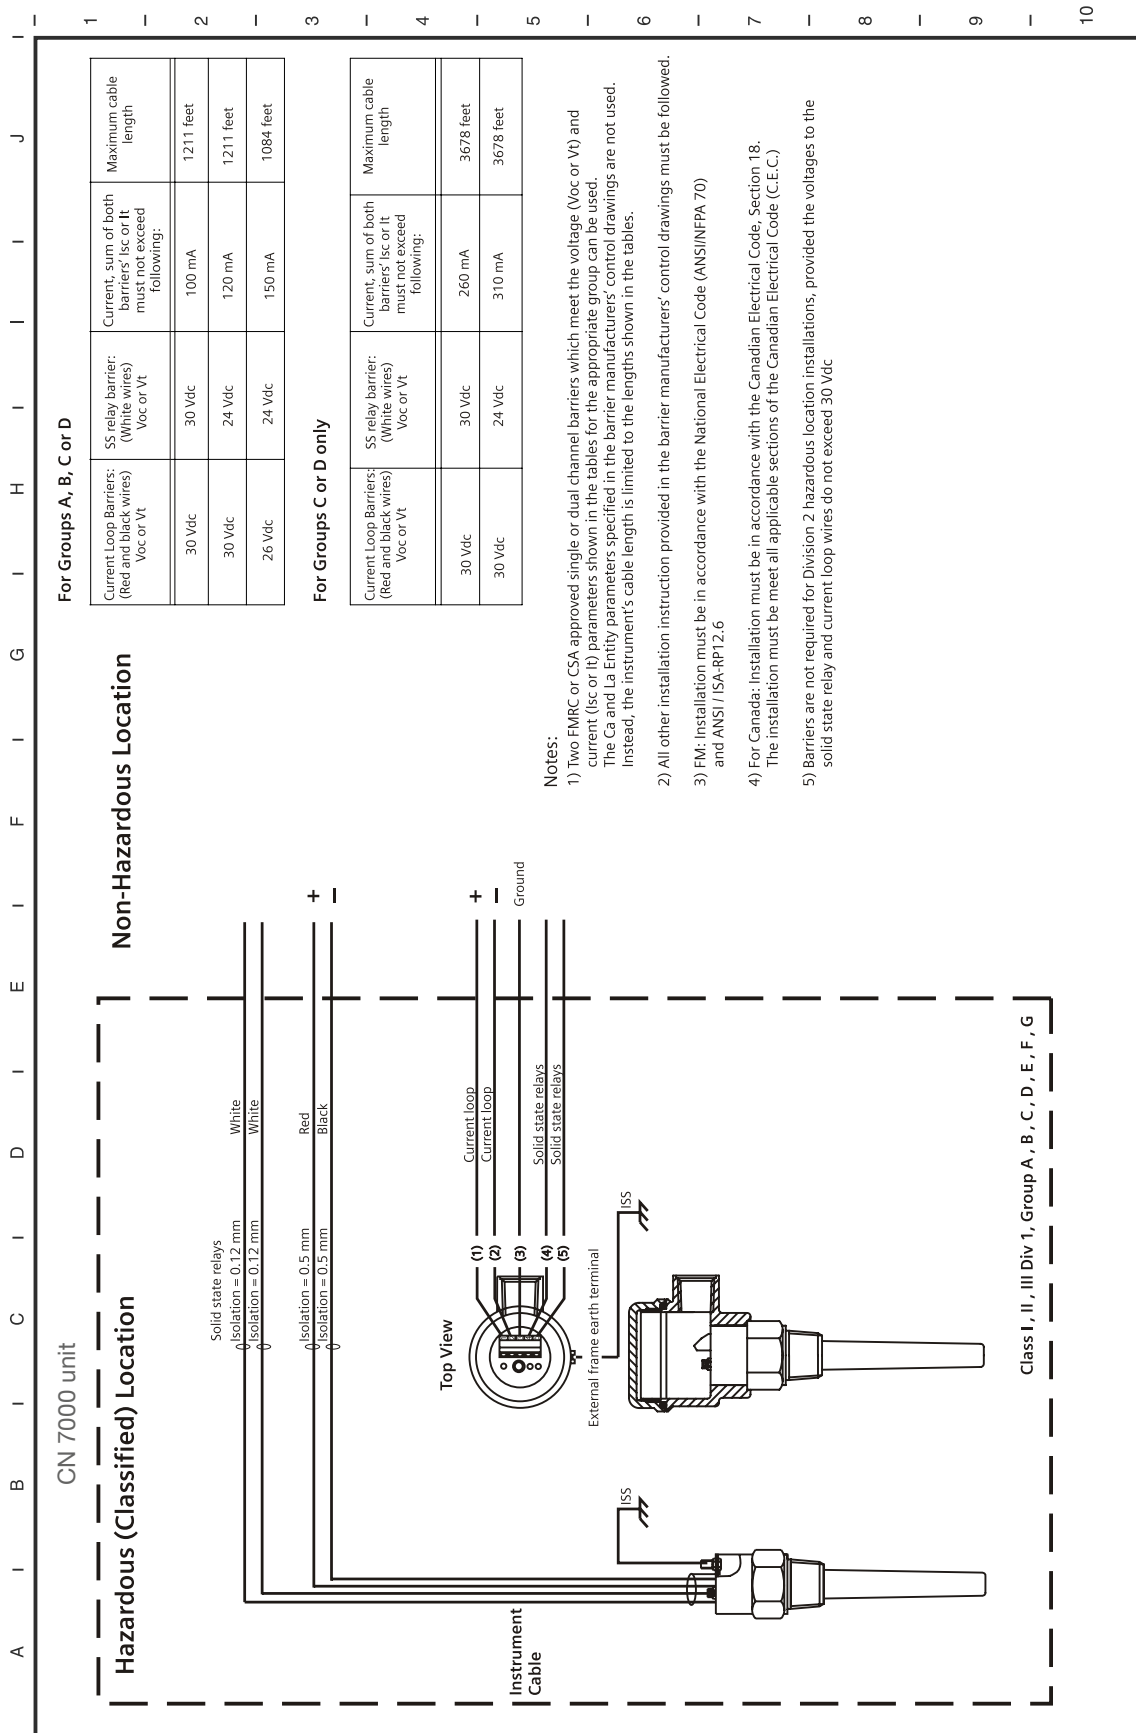 A
B
C
D
E
F
G
H
I
J
1
2
3
4
5
6
7
8
9
10
CN 7000 unit
Hazardous (Classified) Location
Non-Hazardous Location
Solid state relays
Isolation = 0.12 mm
White
Isolation = 0.12 mm
White
Isolation = 0.5 mm
Red
+
Isolation = 0.5 mm
Black
–
Instrument
Cable
ISS
Top View
(1)
Current loop
+
(2)
Current loop
–
(3)
Ground
(4)
Solid state relays
(5)
Solid state relays
External frame earth terminal
ISS
Class I , II , III Div 1, Group A , B , C , D , E , F , G
For Groups A, B, C or D
Current Loop Barriers:
(Red and black wires)
Voc or Vt
SS relay barrier:
(White wires)
Voc or Vt
Current, sum of both
barriers' Isc or It
must not exceed
following:
Maximum cable
length
30 Vdc
30 Vdc
100 mA
1211 feet
30 Vdc
24 Vdc
120 mA
1211 feet
26 Vdc
24 Vdc
150 mA
1084 feet
For Groups C or D only
Current Loop Barriers:
(Red and black wires)
Voc or Vt
SS relay barrier:
(White wires)
Voc or Vt
Current, sum of both
barriers' Isc or It
must not exceed
following:
Maximum cable
length
30 Vdc
30 Vdc
260 mA
3678 feet
30 Vdc
24 Vdc
310 mA
3678 feet
Notes:
1) Two FMRC or CSA approved single or dual channel barriers which meet the voltage (Voc or Vt) and
current (Isc or It) parameters shown in the tables for the appropriate group can be used.
The Ca and La Entity parameters specified in the barrier manufacturers' control drawings are not used.
Instead, the instrument's cable length is limited to the lengths shown in the tables.
2) All other installation instruction provided in the barrier manufacturers' control drawings must be followed.
3) FM: Installation must be in accordance with the National Electrical Code (ANSI/NFPA 70)
and ANSI / ISA-RP12.6
4) For Canada: Installation must be in accordance with the Canadian Electrical Code, Section 18.
The installation must be meet all applicable sections of the Canadian Electrical Code (C.E.C.)
5) Barriers are not required for Division 2 hazardous location installations, provided the voltages to the
solid state relay and current loop wires do not exceed 30 Vdc